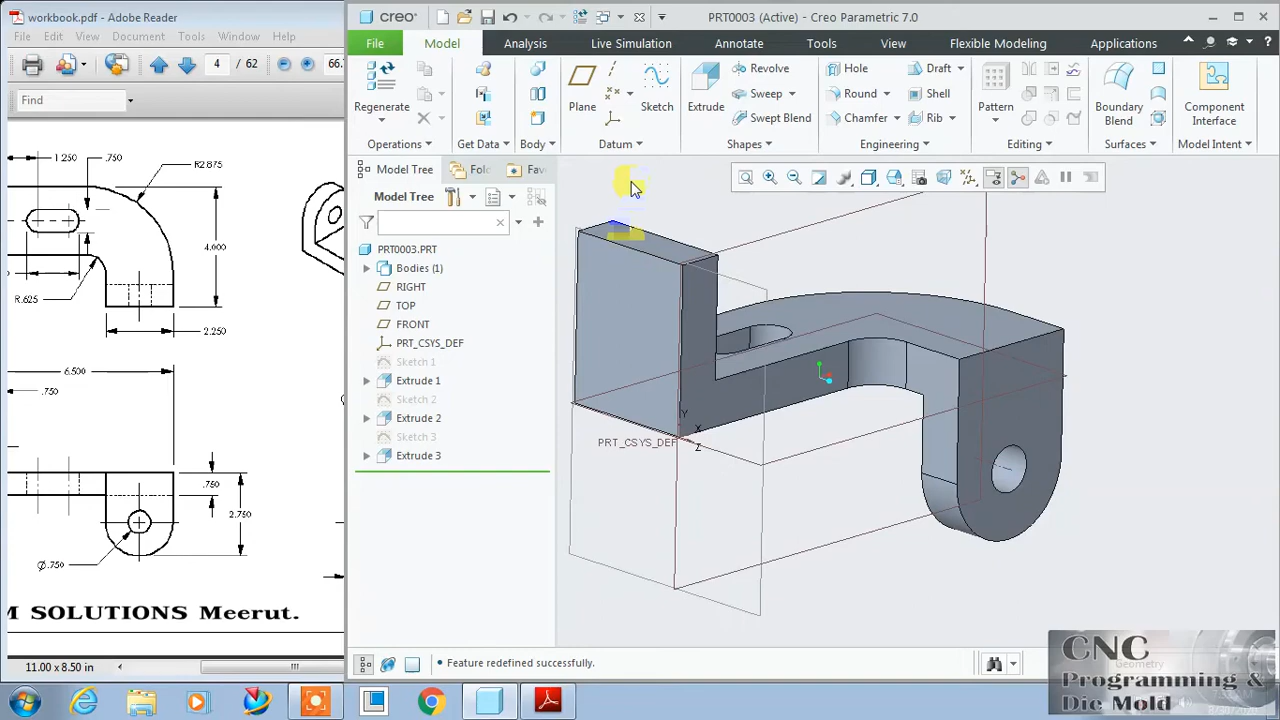 workbook.pdf - Adobe Reader
File Edit View Document Tools Window Help
4 / 62
Find
1.250
.750
R2.875
4.000
R.625
2.250
6.500
.750
.750
2.750
Ø.750
M SOLUTIONS Meerut.
11.00 x 8.50 in
creo
PRT0003 (Active) - Creo Parametric 7.0
File Model Analysis Live Simulation Annotate Tools View Flexible Modeling Applications
Regenerate
Plane
Sketch
Extrude
Revolve
Sweep
Swept Blend
Hole
Round
Chamfer
Draft
Shell
Rib
Pattern
Boundary Blend
Component Interface
Operations Get Data Body Datum Shapes Engineering Editing Surfaces Model Intent
Model Tree Fol Fav
Model Tree
PRT0003.PRT
Bodies (1)
RIGHT
TOP
FRONT
PRT_CSYS_DEF
Sketch 1
Extrude 1
Sketch 2
Extrude 2
Sketch 3
Extrude 3
Y
X
Z
PRT_CSYS_DEF
Feature redefined successfully.
CNC
Geometry
Programming &
Die Mold